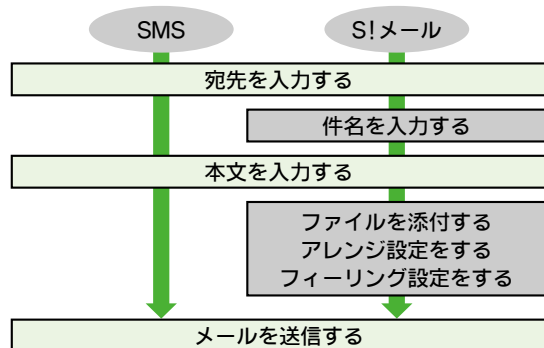 SMS
S!メール
宛先を入力する
件名を入力する
本文を入力する
ファイルを添付する
アレンジ設定をする
フィーリング設定をする
メールを送信する